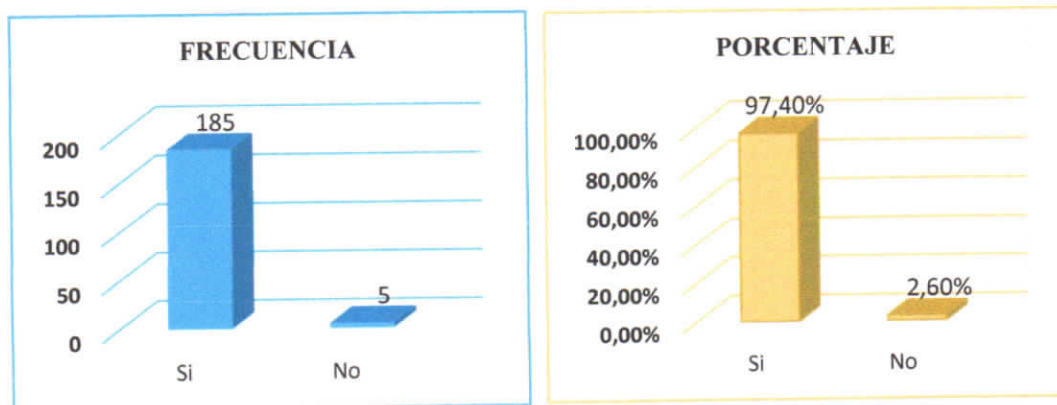 FRECUENCIA
185
200
150
100
50
0
5
Si
No
PORCENTAJE
97,40%
100,00%
80,00%
60,00%
40,00%
20,00%
0,00%
2,60%
Si
No